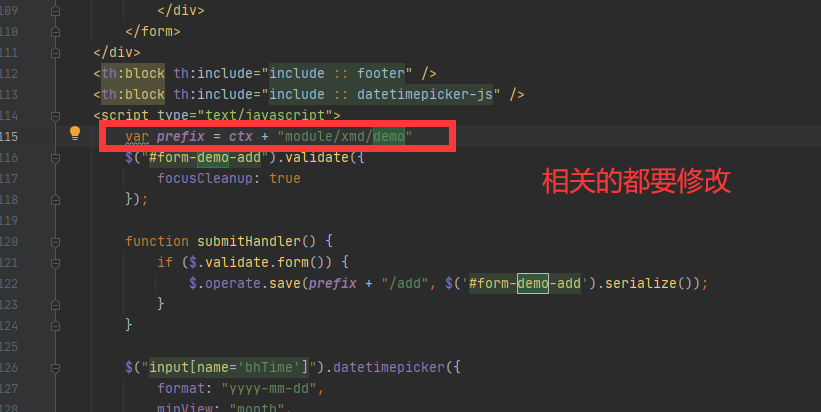 109 </div>
110 </form>
111 </div>
112 <th:block th:include="include :: footer" />
113 <th:block th:include="include :: datetimepicker-js" />
114 <script type="text/javascript">
115 var prefix = ctx + "module/xmd/demo"
116 $("#form-demo-add").validate({
117 focusCleanup: true
相关的都要修改
118 });
119
120 function submitHandler() {
121 if ($.validate.form()) {
122 $.operate.save(prefix + "/add", $('#form-demo-add').serialize());
123 }
124 }
125
126 $("input[name='bhTime']").datetimepicker({
127 format: "yyyy-mm-dd",
128 minView: "month",